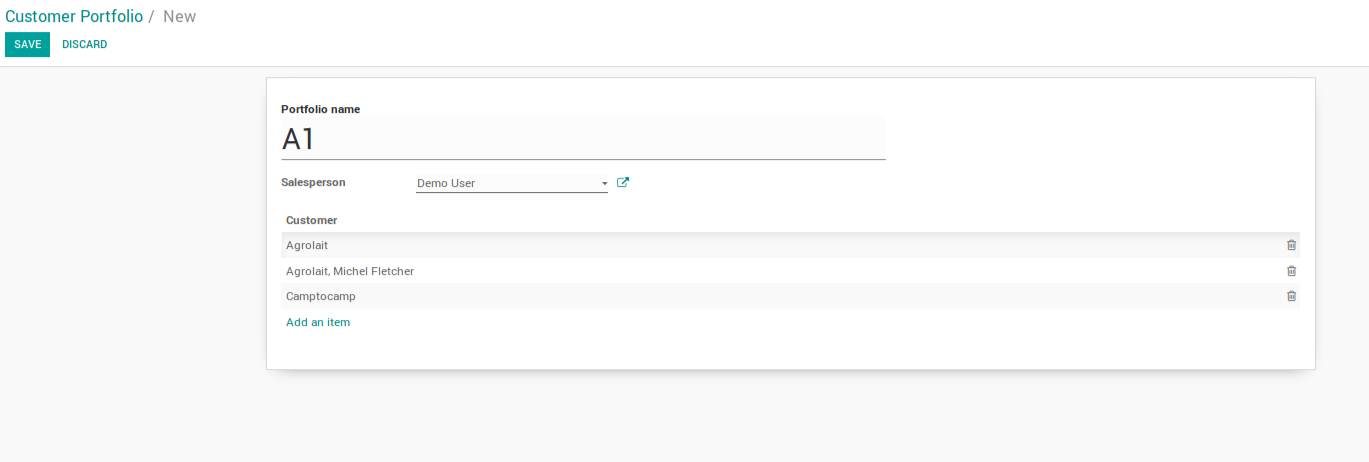 Customer Portfolio / New
SAVE DISCARD
Portfolio name
A1
Salesperson Demo User
Customer
Agrolait
Agrolait, Michel Fletcher
Camptocamp
Add an item